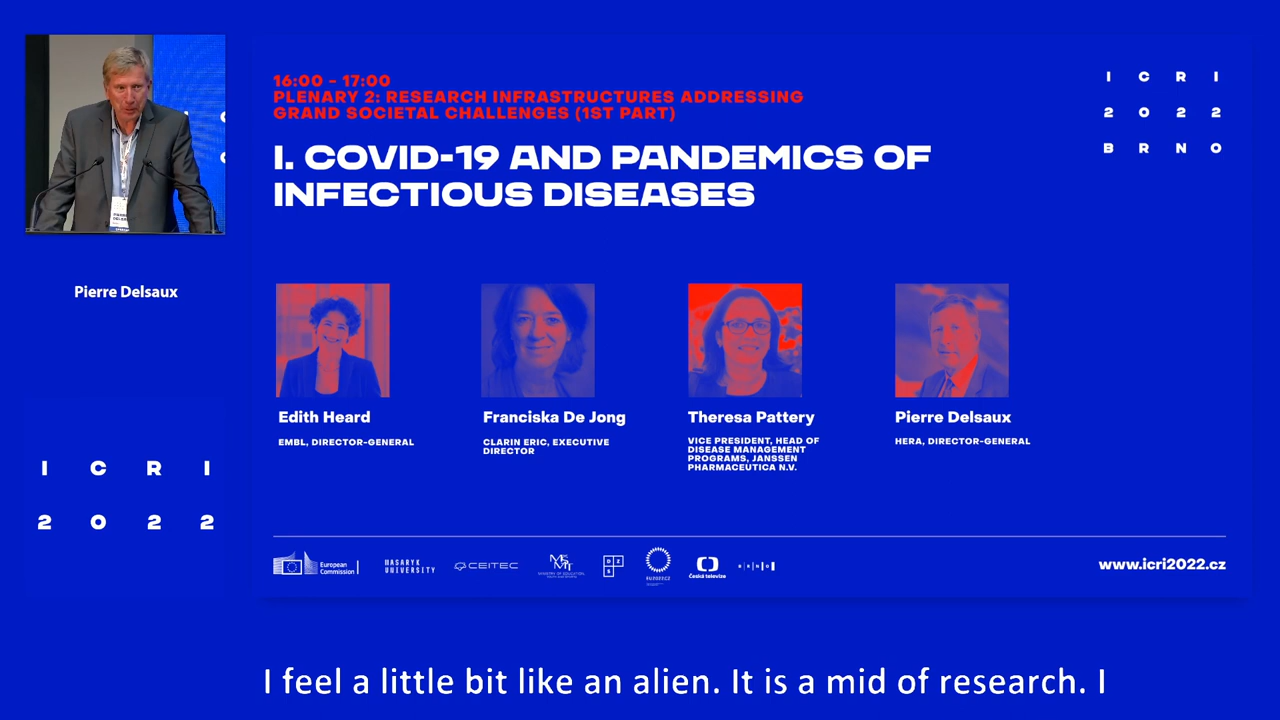 16:00 – 17:00
PLENARY 2: RESEARCH INFRASTRUCTURES ADDRESSING
GRAND SOCIETAL CHALLENGES (1ST PART)
I. COVID-19 AND PANDEMICS OF
INFECTIOUS DISEASES
I C R I
2 0 2 2
B R N O
Pierre Delsaux
Edith Heard
EMBL, DIRECTOR-GENERAL
Franciska De Jong
CLARIN ERIC, EXECUTIVE
DIRECTOR
Theresa Pattery
VICE PRESIDENT, HEAD OF
DISEASE MANAGEMENT
PROGRAMS, JANSSEN
PHARMACEUTICA N.V.
Pierre Delsaux
HERA, DIRECTOR-GENERAL
I C R I
2 0 2 2
European
Commission
MASARYK
UNIVERSITY
CEITEC
Česká televize
B R N O
www.icri2022.cz
I feel a little bit like an alien. It is a mid of research. I